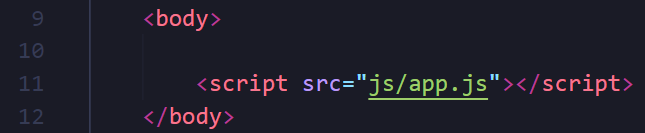 9 <body>
10
11 <script src="js/app.js"></script>
12 </body>